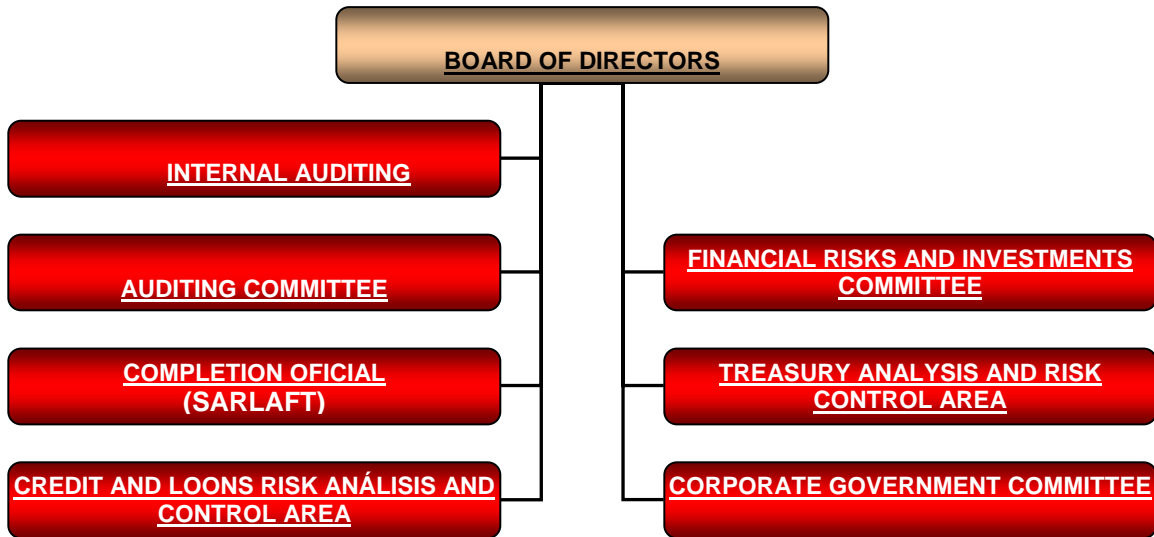 BOARD OF DIRECTORS
INTERNAL AUDITING
AUDITING COMMITTEE
COMPLETION OFICIAL
(SARLAFT)
CREDIT AND LOONS RISK ANÁLISIS AND
CONTROL AREA
FINANCIAL RISKS AND INVESTMENTS
COMMITTEE
TREASURY ANALYSIS AND RISK
CONTROL AREA
CORPORATE GOVERNMENT COMMITTEE